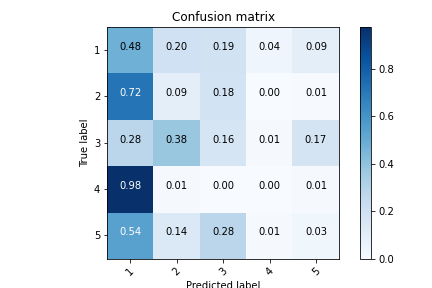 Confusion matrix
1 0.48 0.20 0.19 0.04 0.09
2 0.72 0.09 0.18 0.00 0.01
3 0.28 0.38 0.16 0.01 0.17
4 0.98 0.01 0.00 0.00 0.01
5 0.54 0.14 0.28 0.01 0.03
1 2 3 4 5
Predicted label
True label
0.8
0.6
0.4
0.2
0.0